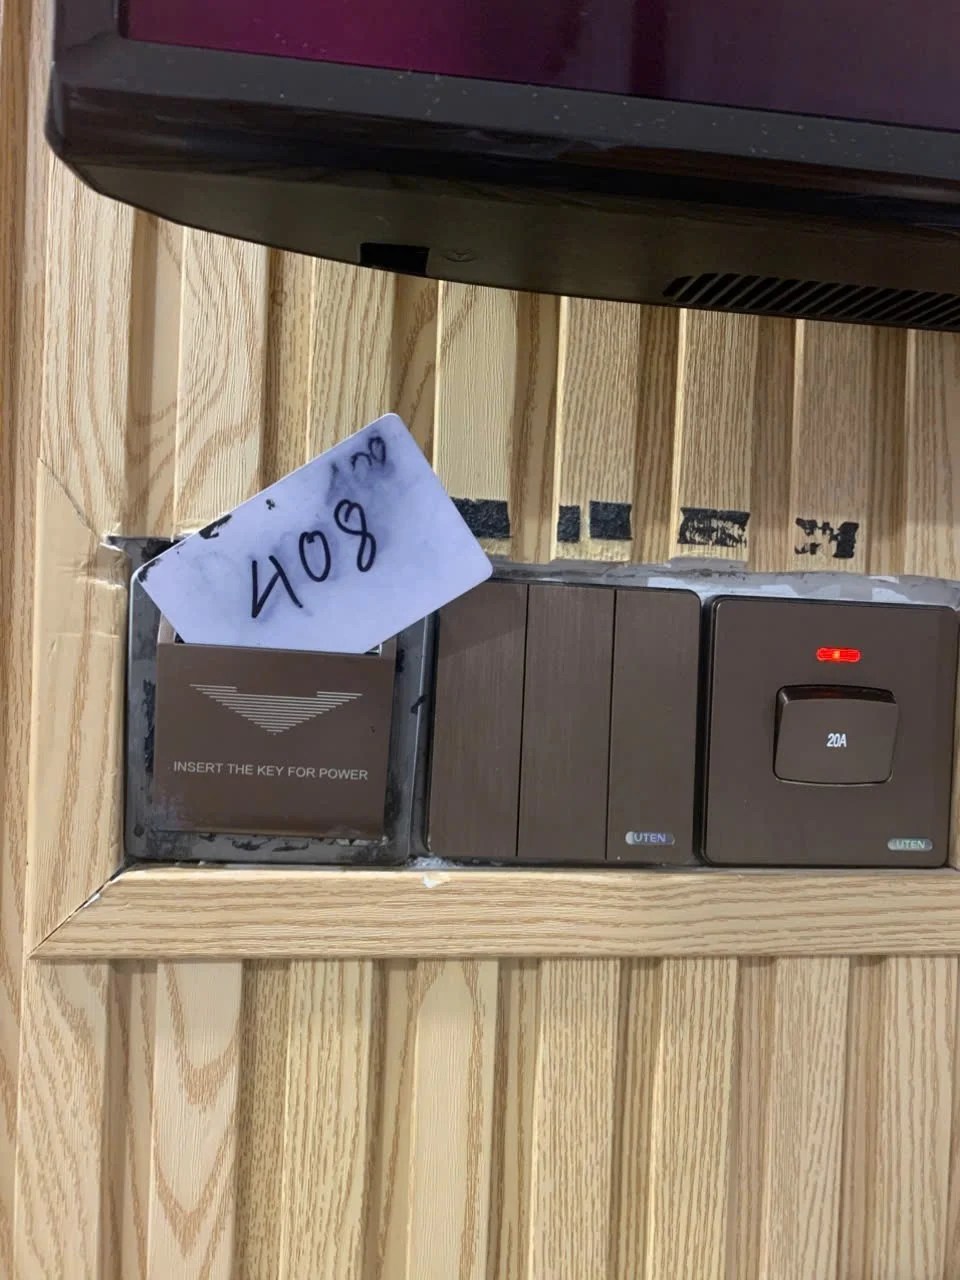 408
INSERT THE KEY FOR POWER
UTEN
20A
UTEN